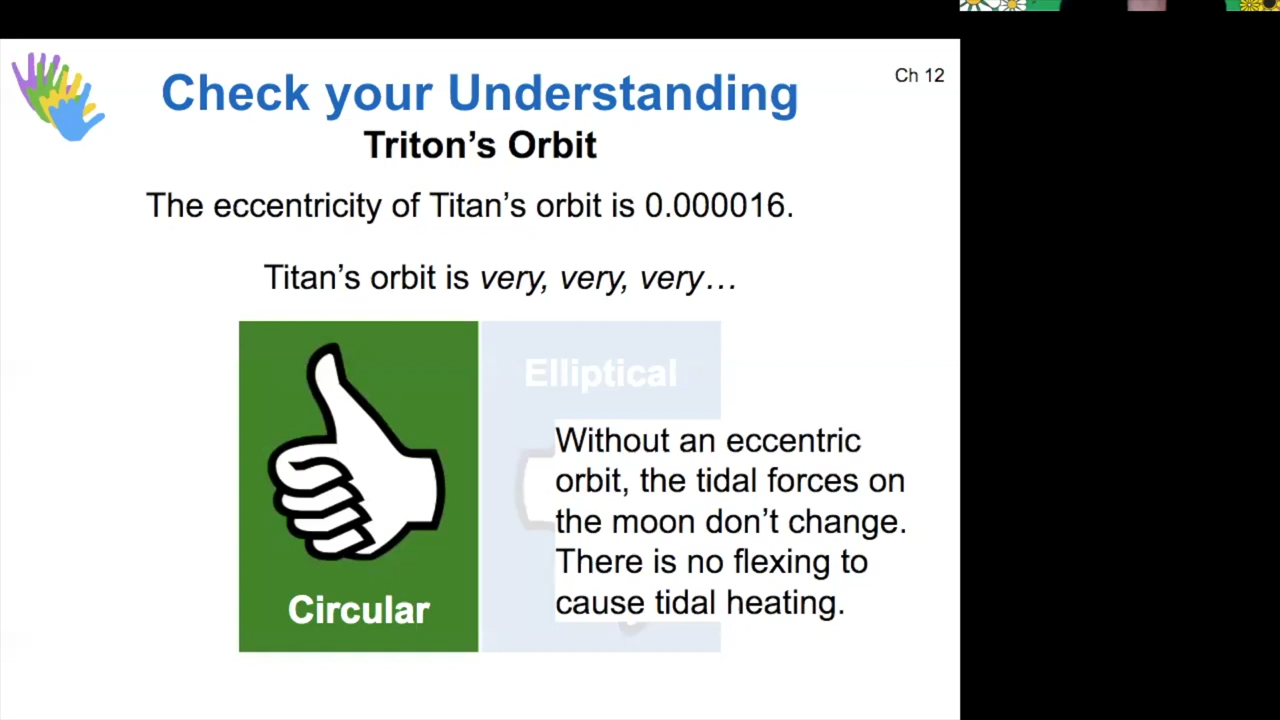 Check your Understanding
Ch 12
Triton’s Orbit
The eccentricity of Titan’s orbit is 0.000016.
Titan’s orbit is very, very, very…
Elliptical
Without an eccentric
orbit, the tidal forces on
the moon don’t change.
There is no flexing to
cause tidal heating.
Circular